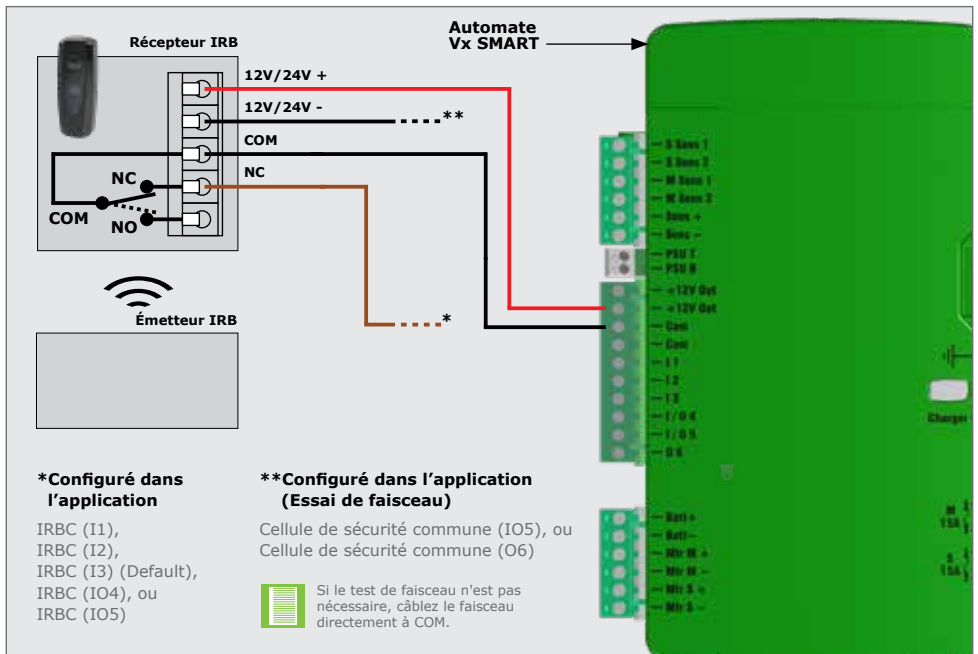 Récepteur IRB
Automate
Vx SMART
12V/24V +
12V/24V -
**
COM
NC
NC
COM
NO
*
Émetteur IRB
S Sens 1
S Sens 2
M Sens 1
M Sens 2
Sens +
Sens –
PSU T
PSU R
+12V Out
+12V Out
Com
Com
I 1
I 2
I 3
I / O 4
I / O 5
O 6
Charger
Batt+
Batt–
Mtr M +
Mtr M –
Mtr S +
Mtr S –
M
15A
S
15A
*Configuré dans
l'application
IRBC (I1),
IRBC (I2),
IRBC (I3) (Default),
IRBC (IO4), ou
IRBC (IO5)
**Configuré dans l'application
(Essai de faisceau)
Cellule de sécurité commune (IO5), ou
Cellule de sécurité commune (O6)
Si le test de faisceau n'est pas
nécessaire, câblez le faisceau
directement à COM.